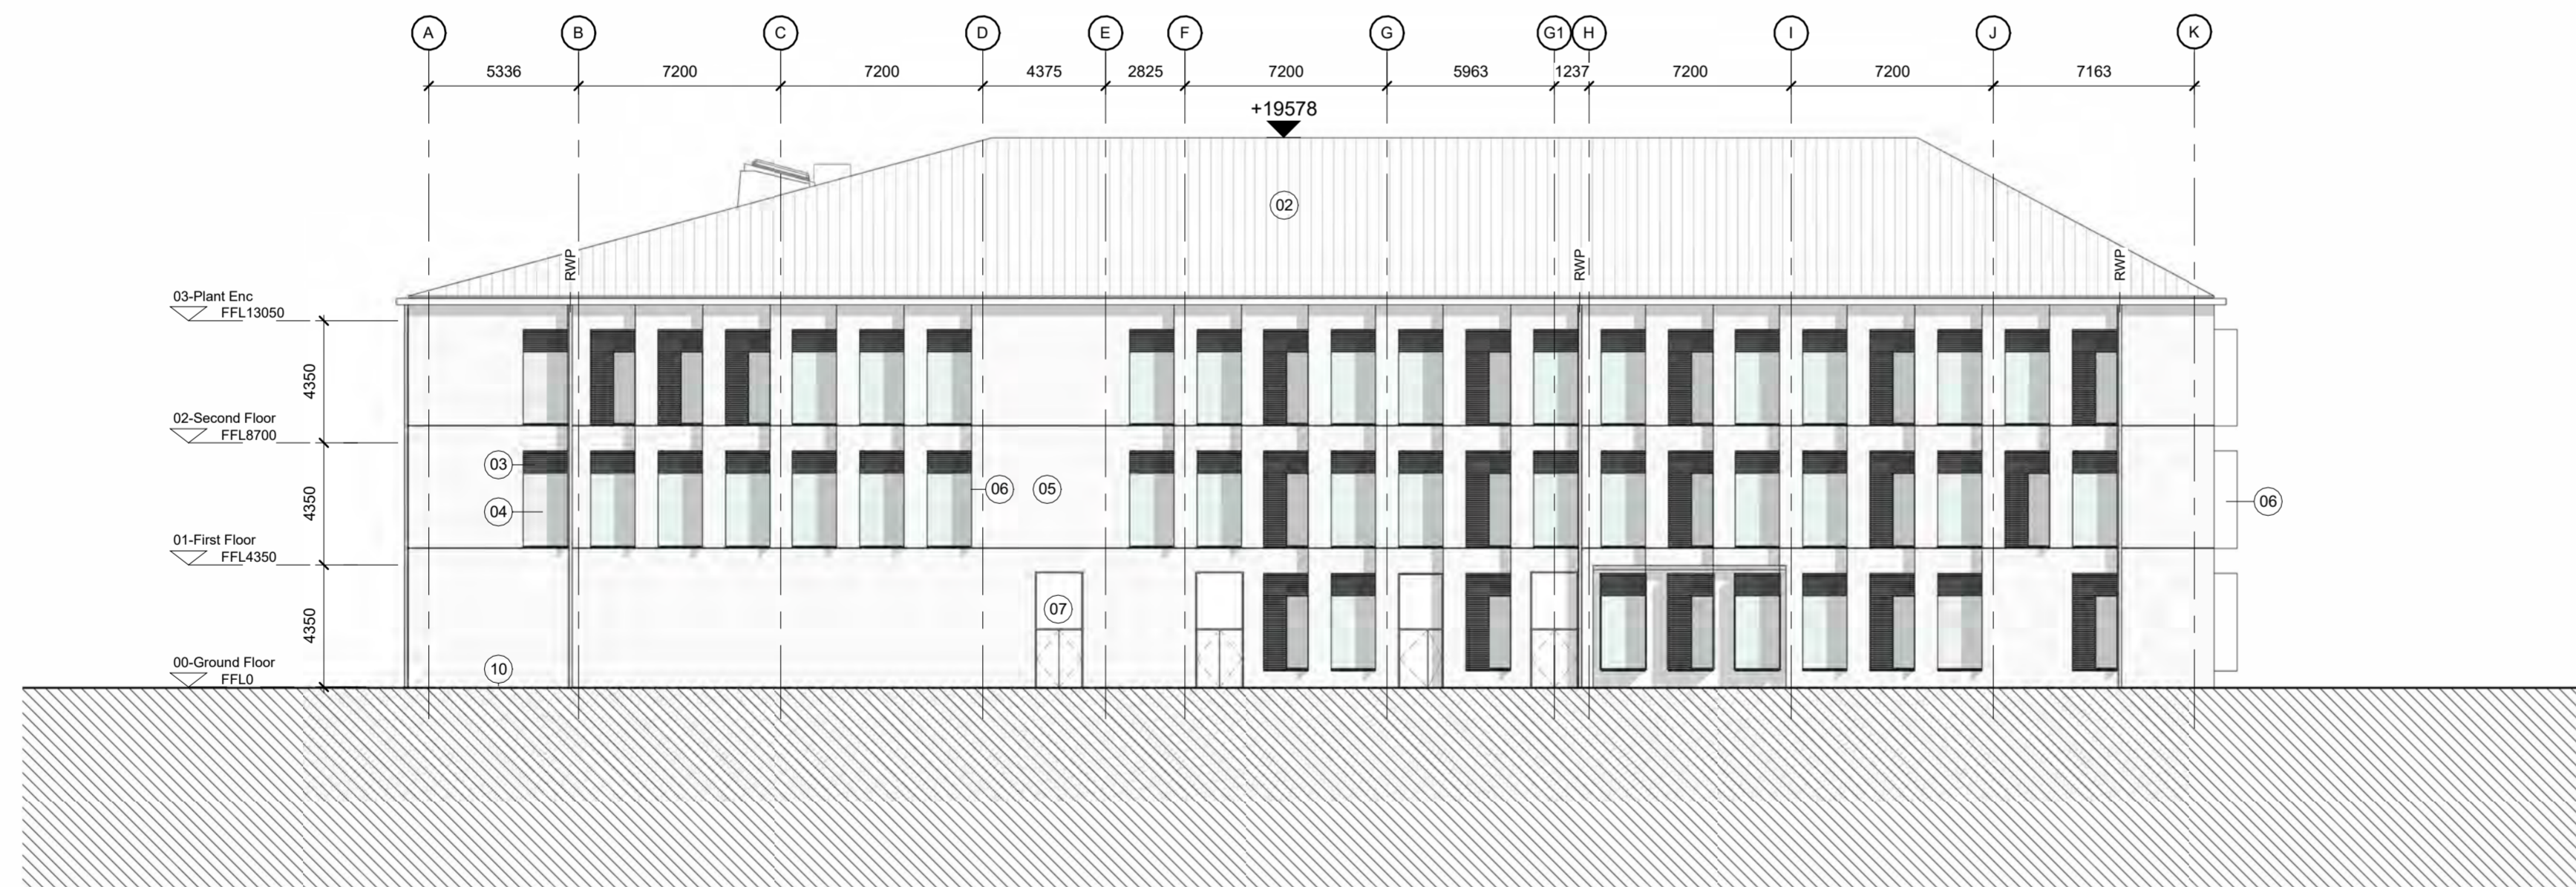 A B C D E F G G1 H I J K
5336 7200 7200 4375 2825 7200 5963 1237 7200 7200 7163
+19578
02
RWP RWP RWP
03-Plant Enc
FFL13050
4350
02-Second Floor
FFL8700
03
06 05
06
04
4350
01-First Floor
FFL4350
07
4350
00-Ground Floor
FFL0
10